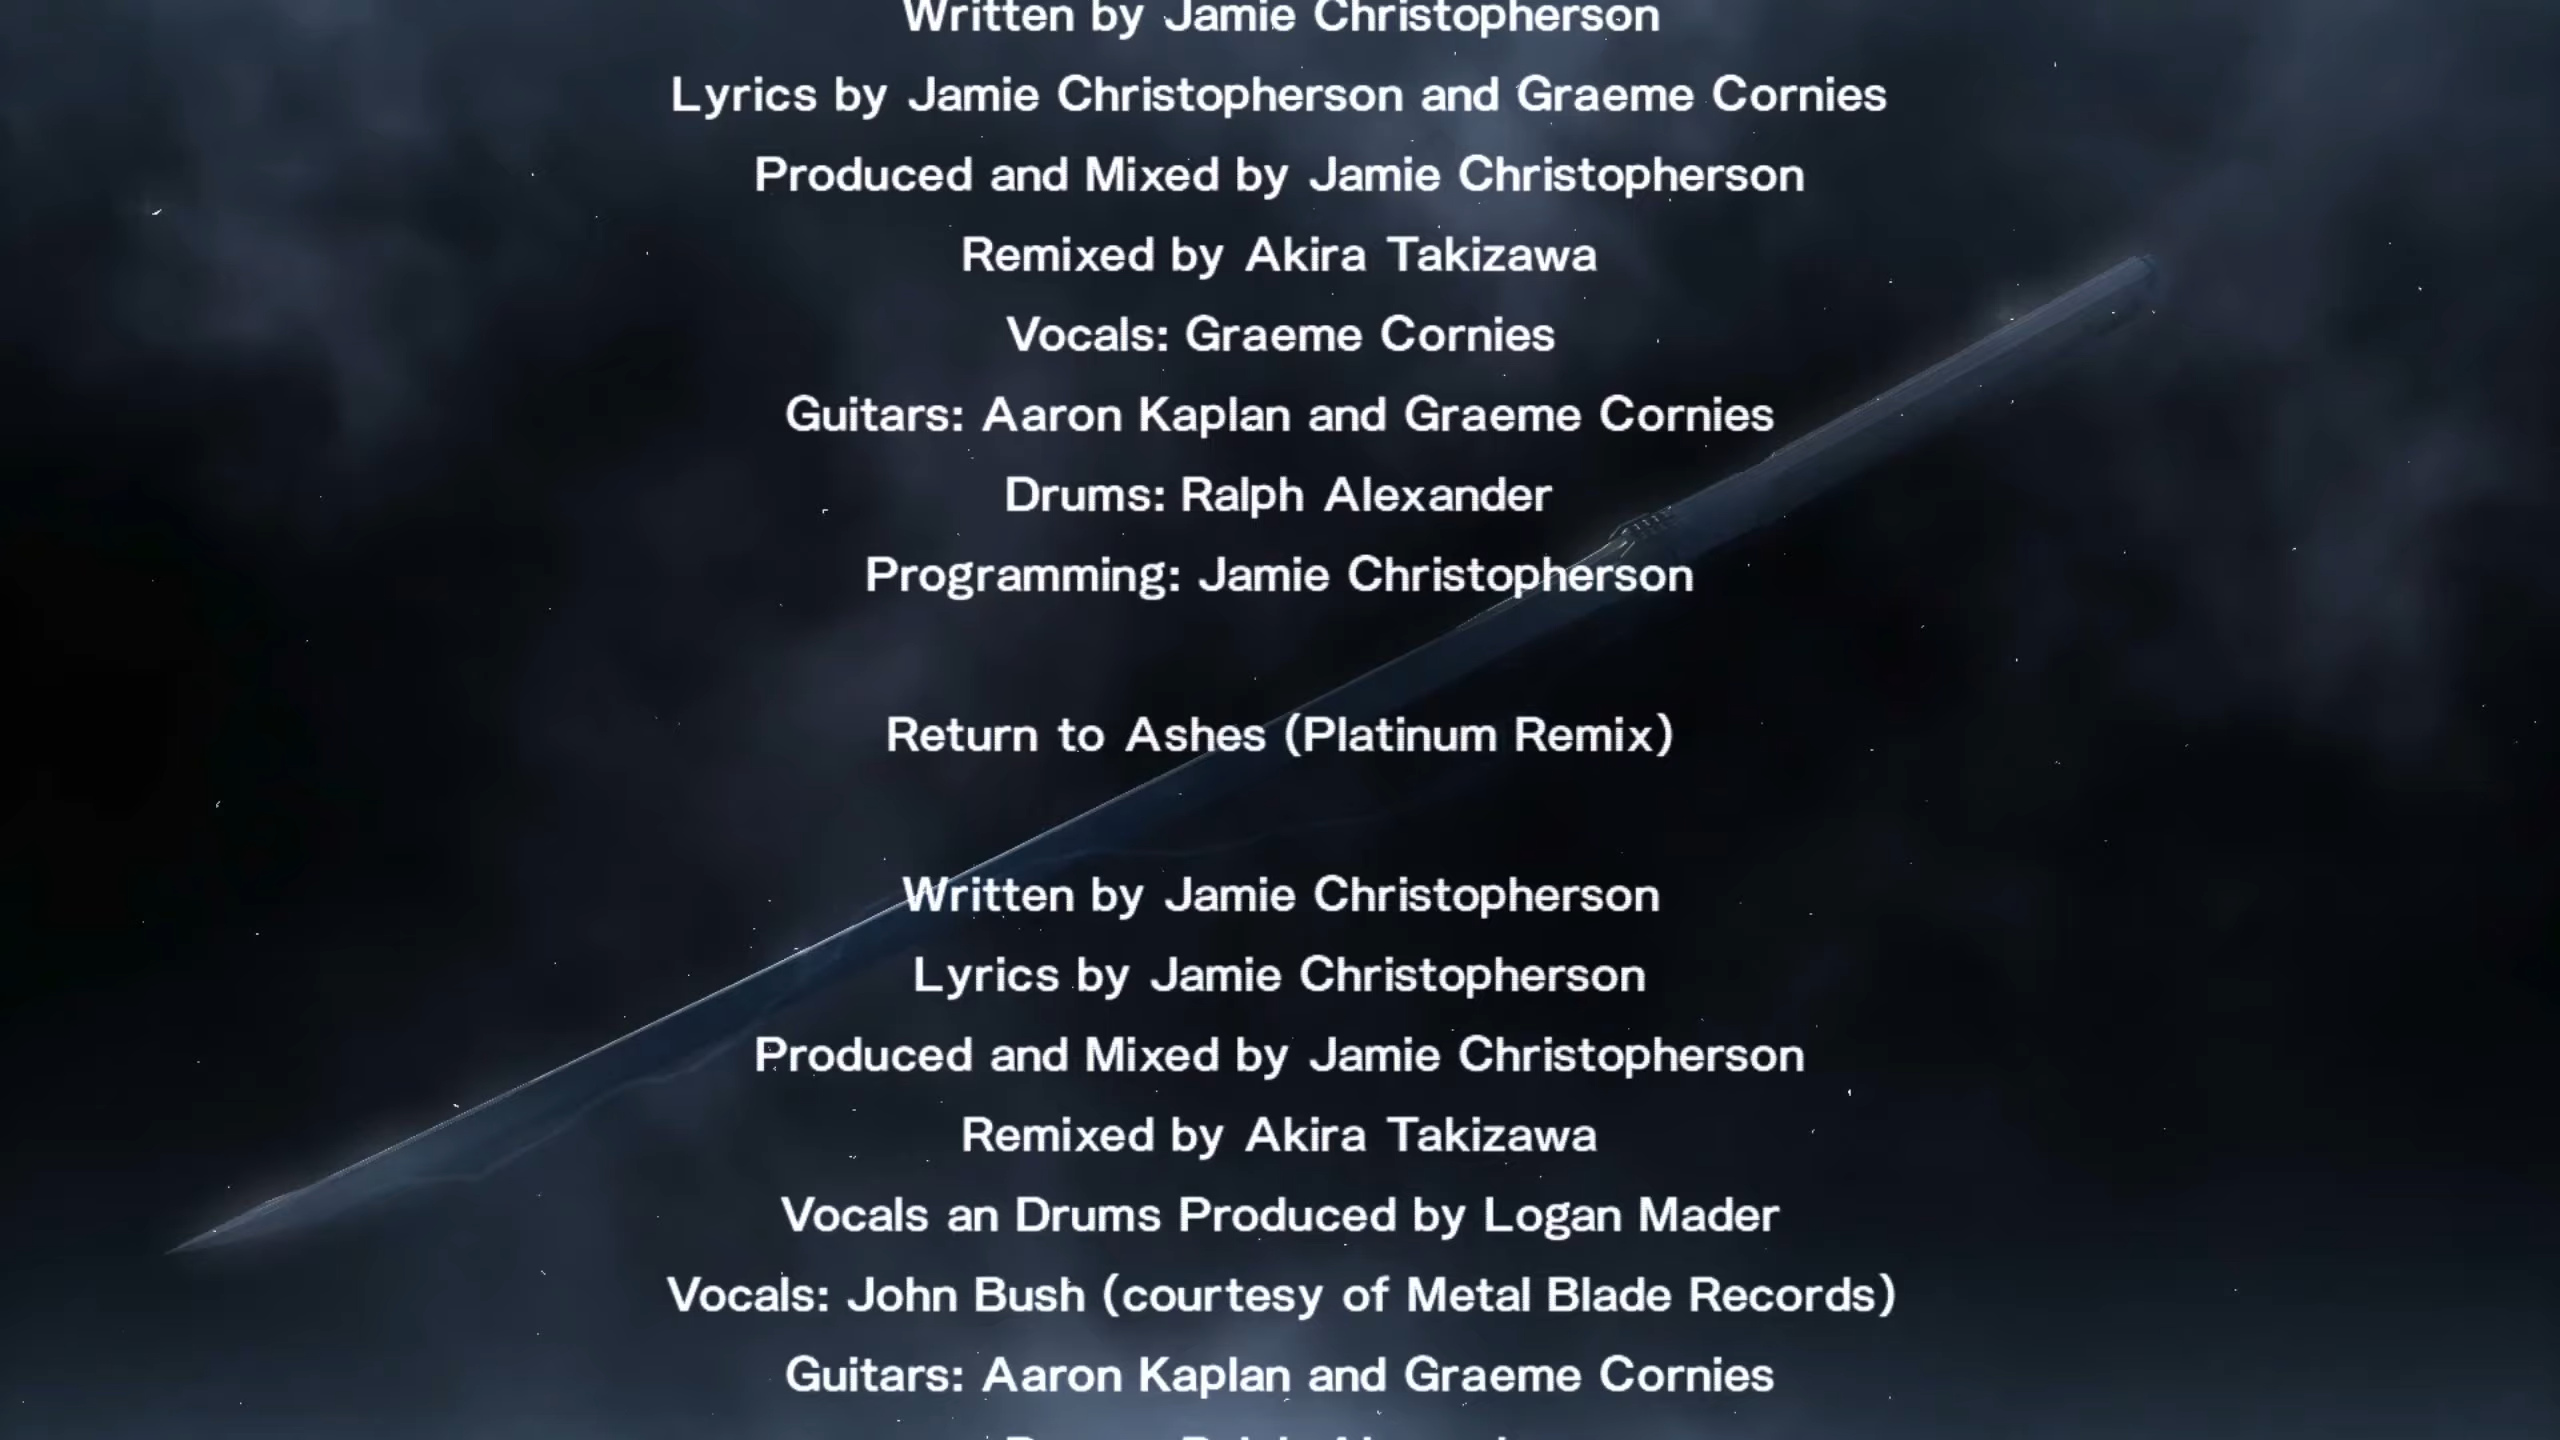 Written by Jamie Christopherson
Lyrics by Jamie Christopherson and Graeme Cornies
Produced and Mixed by Jamie Christopherson
Remixed by Akira Takizawa
Vocals: Graeme Cornies
Guitars: Aaron Kaplan and Graeme Cornies
Drums: Ralph Alexander
Programming: Jamie Christopherson
Return to Ashes (Platinum Remix)
Written by Jamie Christopherson
Lyrics by Jamie Christopherson
Produced and Mixed by Jamie Christopherson
Remixed by Akira Takizawa
Vocals an Drums Produced by Logan Mader
Vocals: John Bush (courtesy of Metal Blade Records)
Guitars: Aaron Kaplan and Graeme Cornies